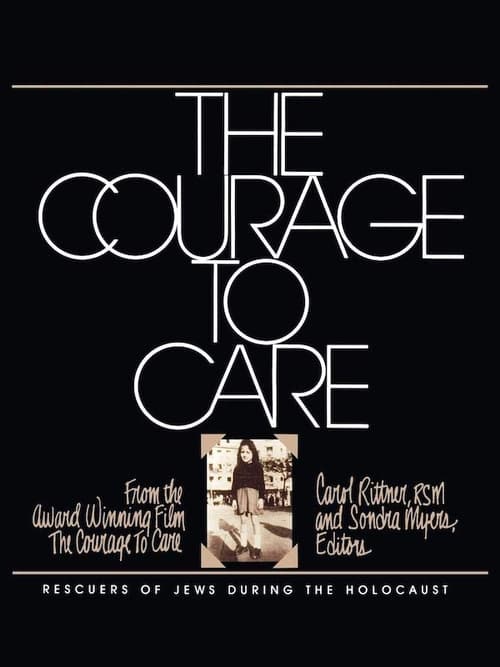 THE
COURAGE
TO
CARE
From the
Award Winning Film
The Courage To Care
Carol Rittner, RSM
and Sondra Myers,
Editors
RESCUERS OF JEWS DURING THE HOLOCAUST